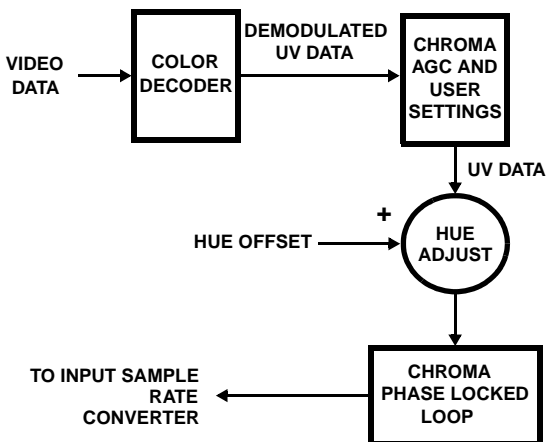 VIDEO
DATA
COLOR
DECODER
DEMODULATED
UV DATA
CHROMA
AGC AND
USER
SETTINGS
UV DATA
+
HUE OFFSET
HUE
ADJUST
CHROMA
PHASE LOCKED
LOOP
TO INPUT SAMPLE
RATE
CONVERTER